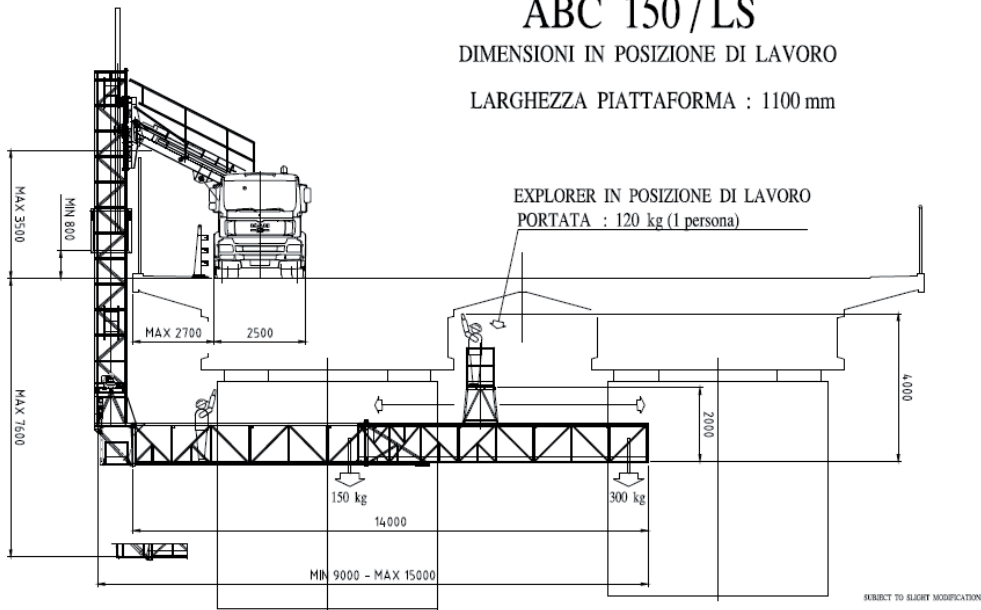 ABC 150 / LS
DIMENSIONI IN POSIZIONE DI LAVORO
LARGHEZZA PIATTAFORMA : 1100 mm
EXPLORER IN POSIZIONE DI LAVORO
PORTATA : 120 kg (1 persona)
MAX 3500
MIN 800
MAX 2700
2500
4000
2000
MAX 7600
150 kg
300 kg
14000
MIN 9000 - MAX 15000
SUBJECT TO SLIGHT MODIFICATION